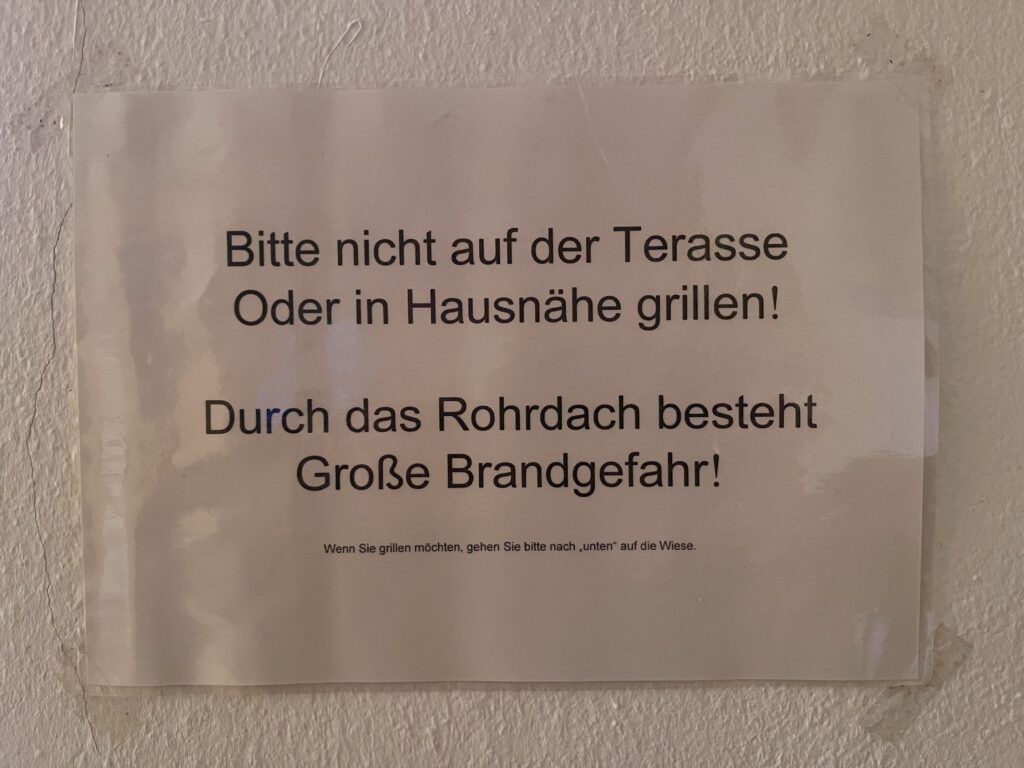 Bitte nicht auf der Terasse
Oder in Hausnähe grillen!
Durch das Rohrdach besteht
Große Brandgefahr!
Wenn Sie grillen möchten, gehen Sie bitte nach „unten“ auf die Wiese.